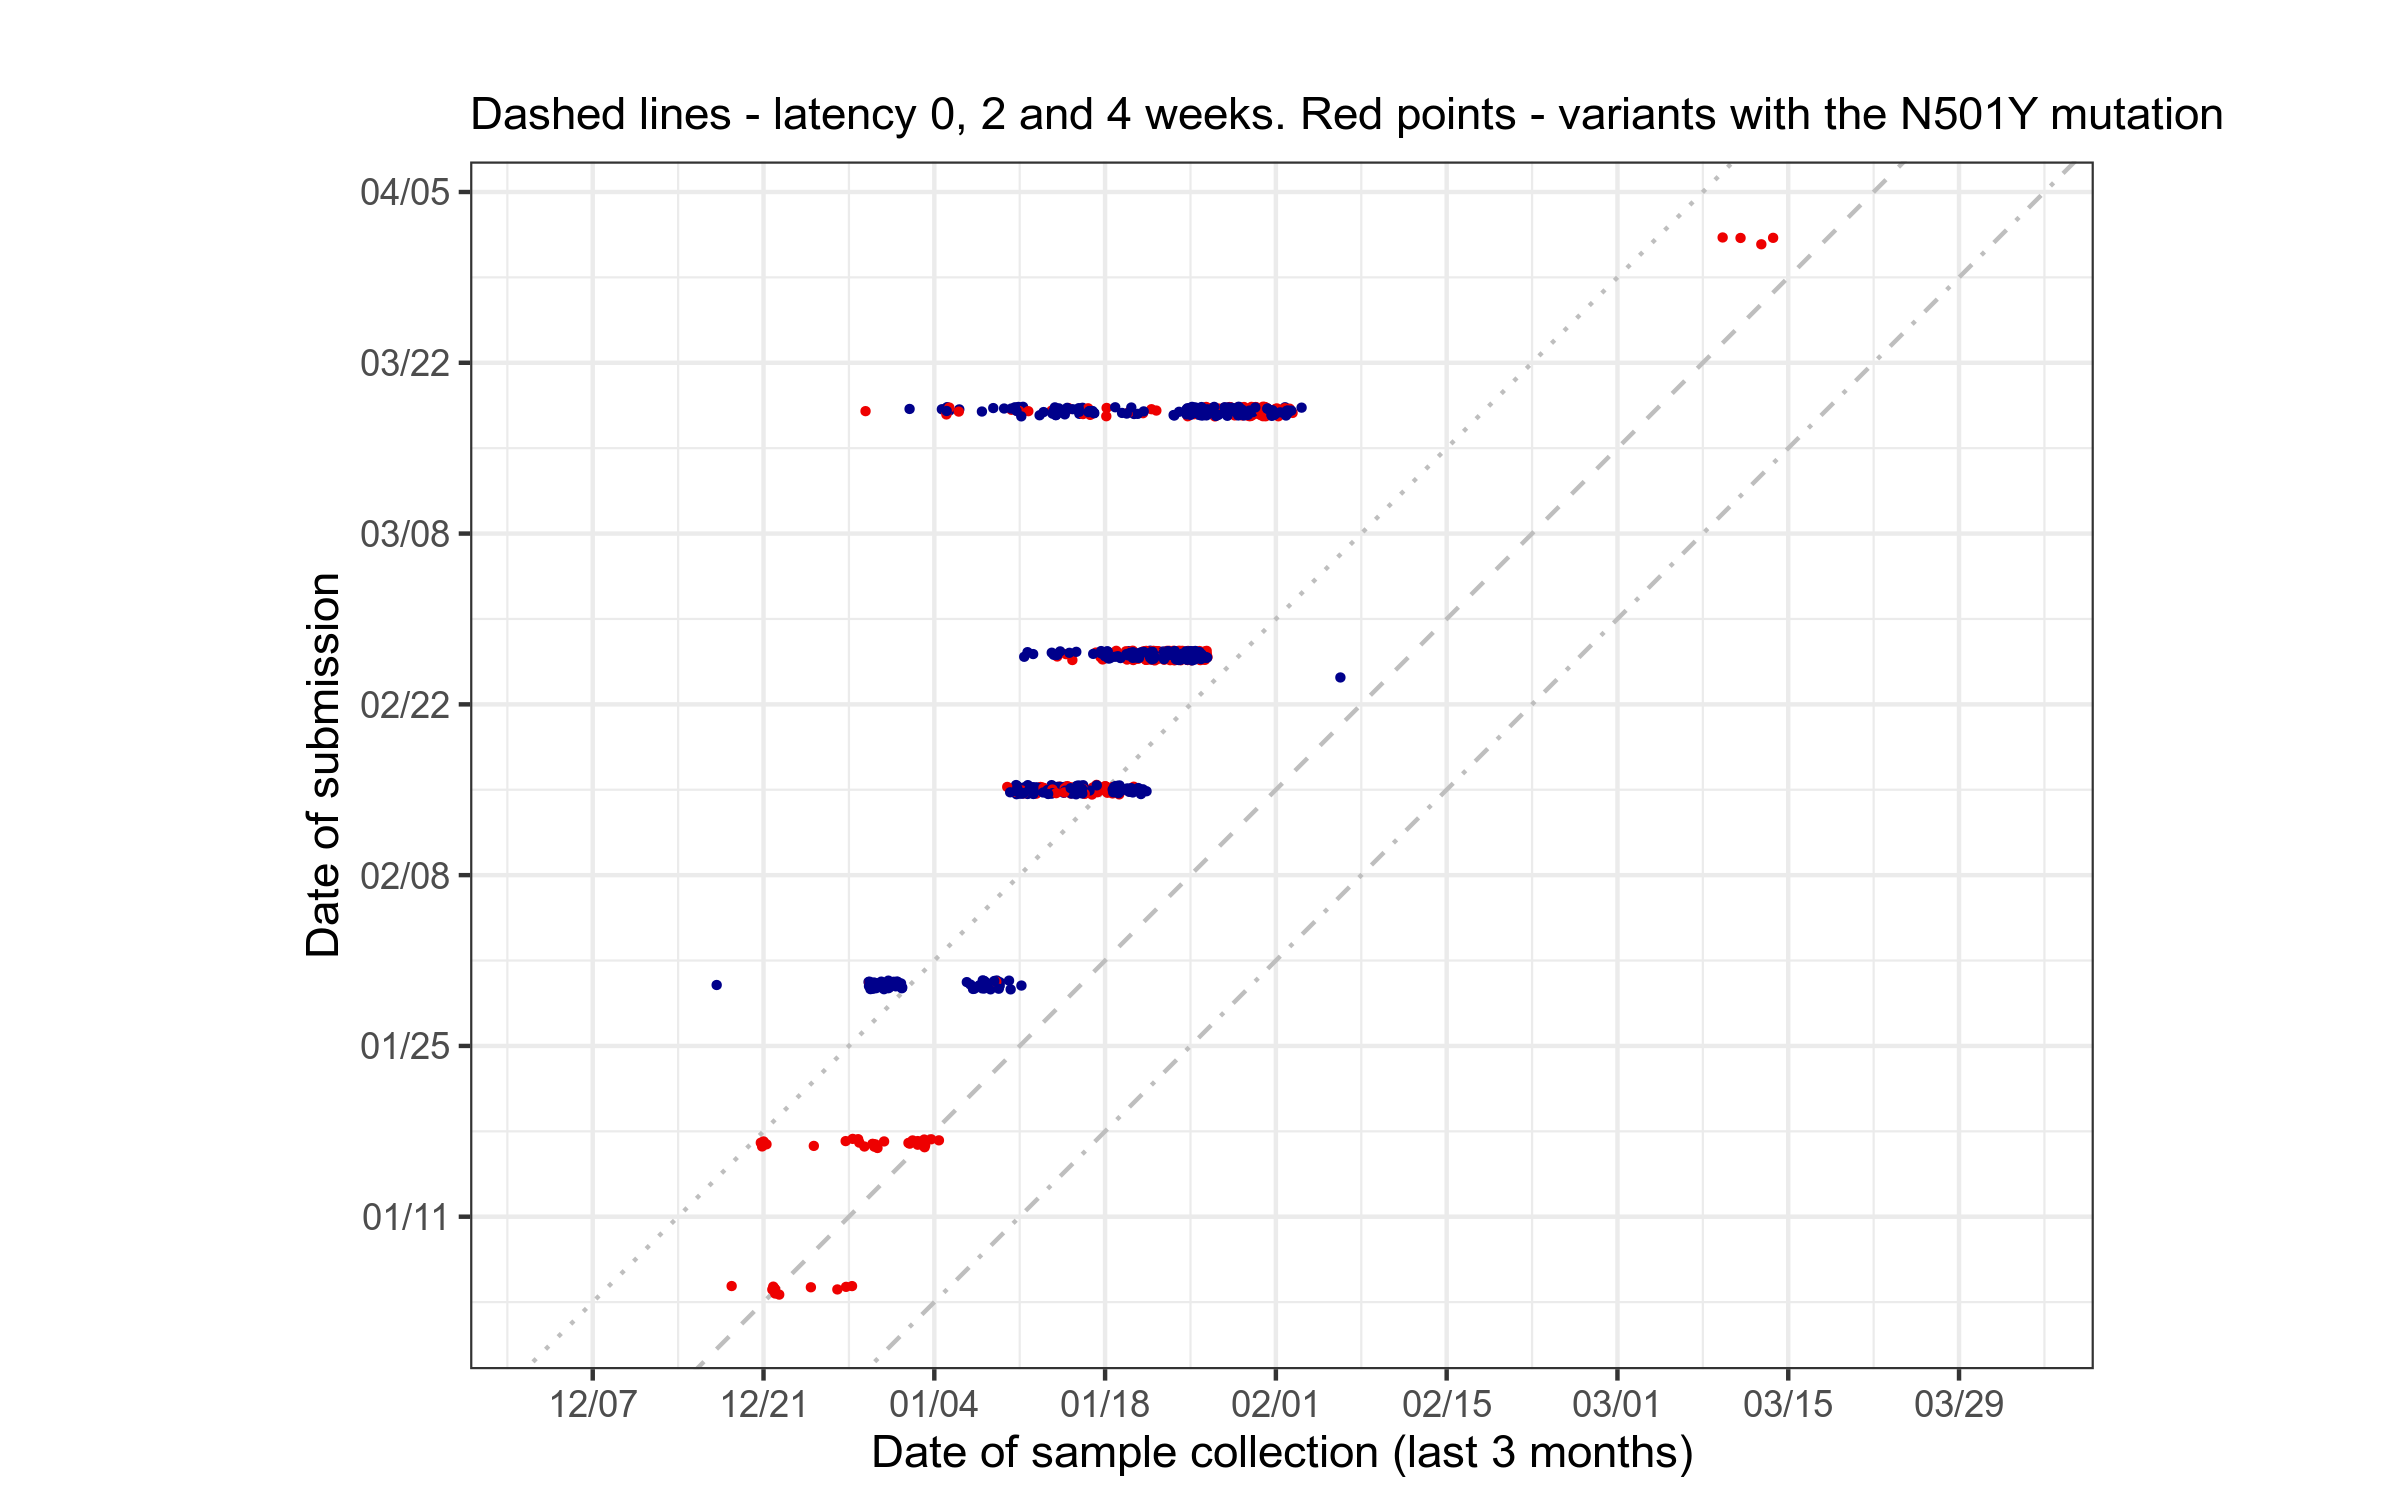 Dashed lines - latency 0, 2 and 4 weeks. Red points - variants with the N501Y mutation
04/05
03/22
03/08
02/22
02/08
01/25
01/11
Date of submission
12/07 12/21 01/04 01/18 02/01 02/15 03/01 03/15 03/29
Date of sample collection (last 3 months)